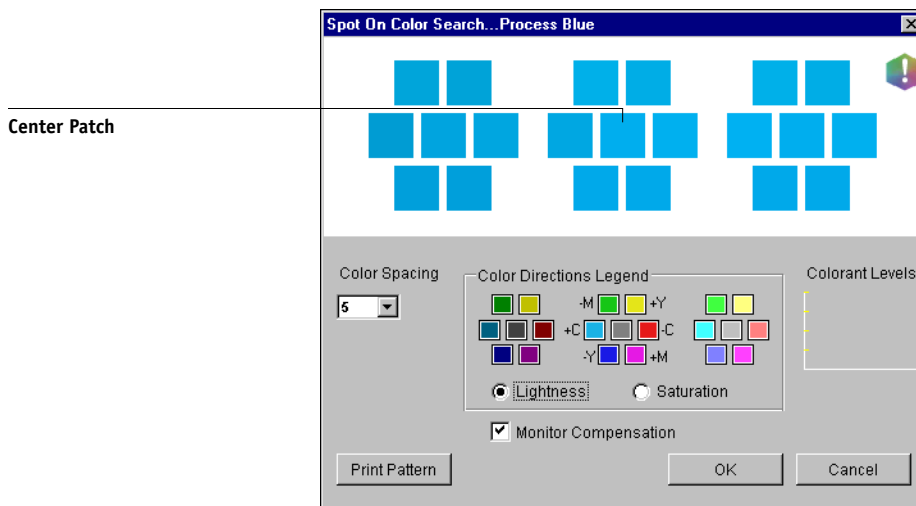 Spot On Color Search...Process Blue
Center Patch
Color Spacing
5
Color Directions Legend
-M +Y
+C -C
-Y +M
Lightness
Saturation
Colorant Levels
Monitor Compensation
Print Pattern
OK
Cancel